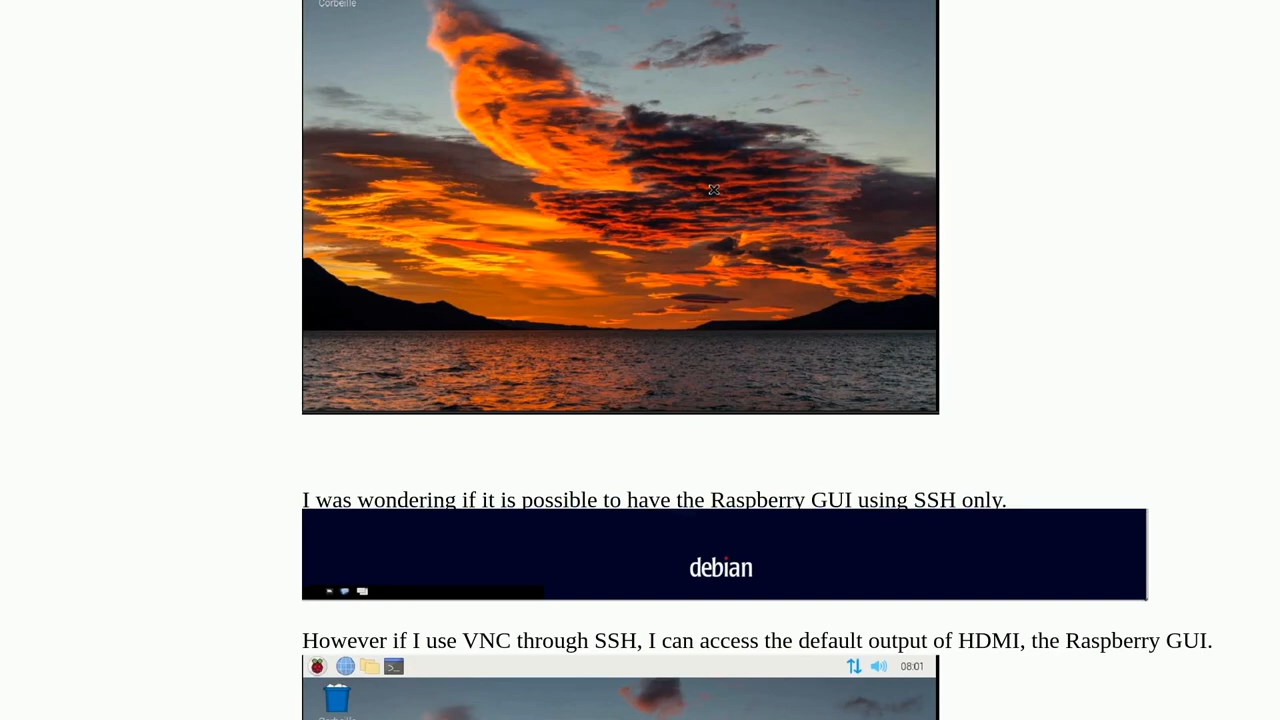 Corbeille
I was wondering if it is possible to have the Raspberry GUI using SSH only.
debian
However if I use VNC through SSH, I can access the default output of HDMI, the Raspberry GUI.
08:01
Corbeille